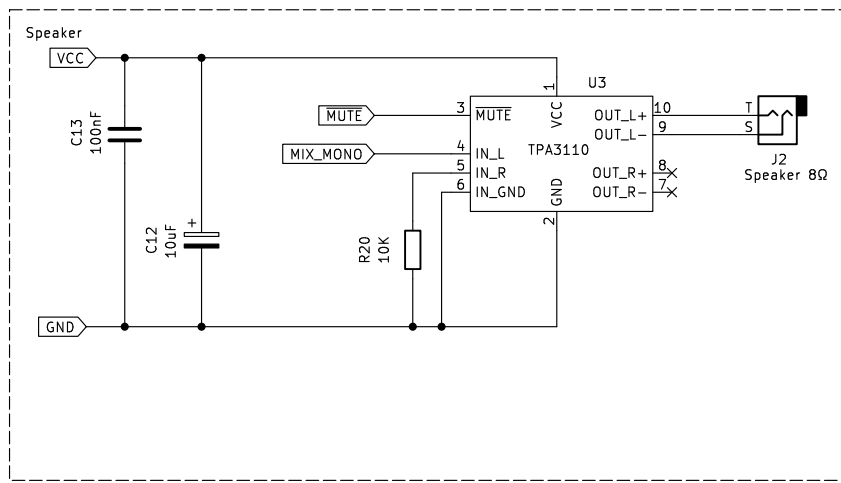 Speaker
VCC
C13
100nF
C12
10uF
+
GND
MUTE
MIX_MONO
R20
10K
U3
TPA3110
1
VCC
3
MUTE
4
IN_L
5
IN_R
6
IN_GND
2
GND
OUT_L+
10
OUT_L-
9
OUT_R+
8
OUT_R-
7
T
S
J2
Speaker 8Ω